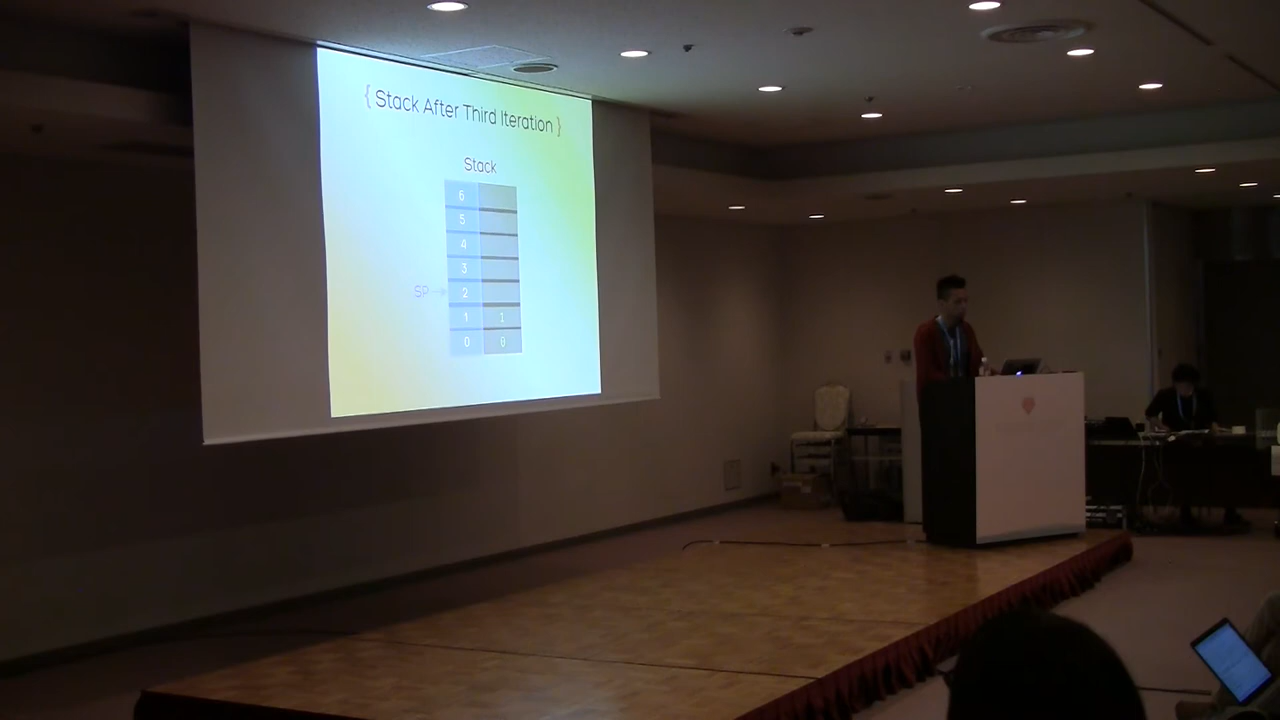 { Stack After Third Iteration }
Stack
6
5
4
3
SP → 2
1 1
0 0